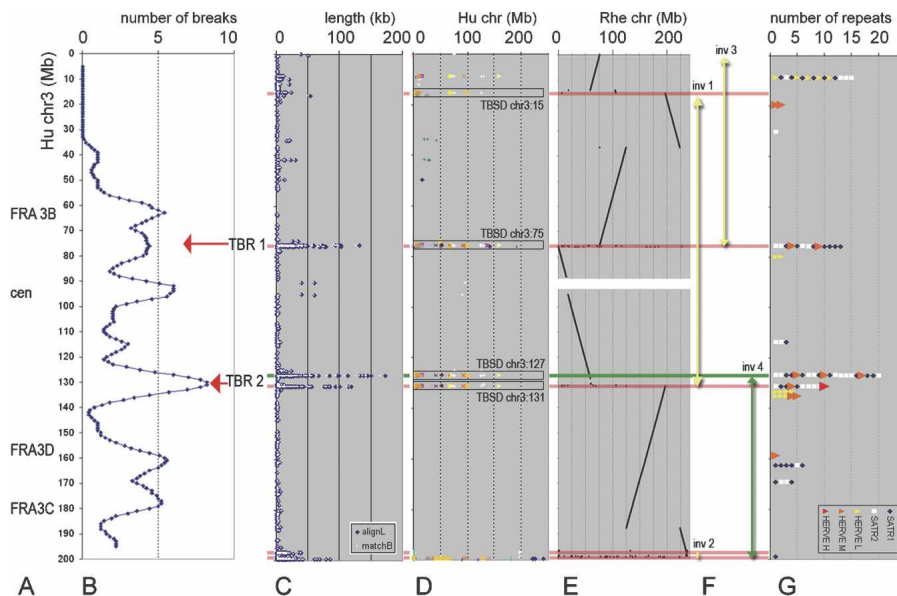 number of breaks
length (kb)
Hu chr (Mb)
Rhe chr (Mb)
number of repeats
0 5 10
0 50 100 150 200
0 100 200
0 100 200
0 5 10 15 20
Hu chr3 (Mb)
0
10
20
30
40
50
60
70
80
90
100
110
120
130
140
150
160
170
180
190
200
FRA 3B
cen
FRA3D
FRA3C
TBR 1
TBR 2
TBSD chr3:15
TBSD chr3:75
TBSD chr3:127
TBSD chr3:131
inv 3
inv 1
inv 4
inv 2
alignL
matchB
SATR1
SATR2
HERVE L
HERVE M
HERVE H
A B C D E F G